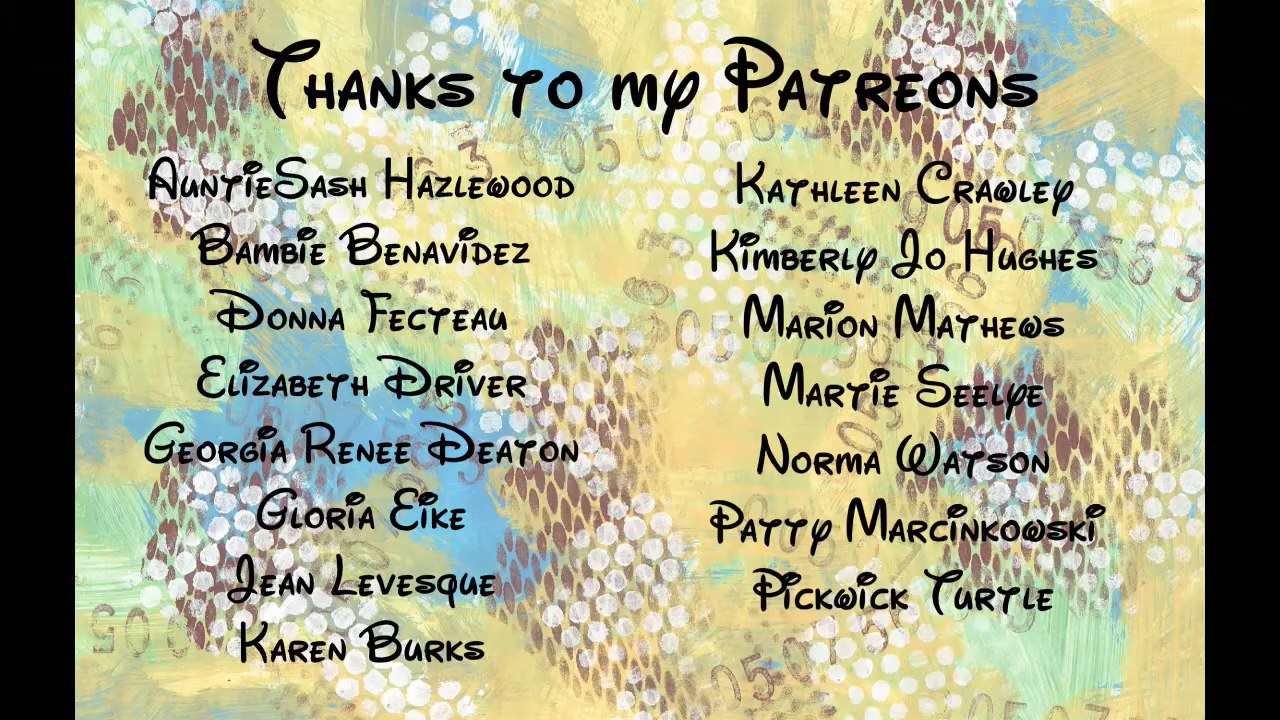 Thanks to my Patreons
AuntieSash Hazlewood
Bambie Benavidez
Donna Fecteau
Elizabeth Driver
Georgia Renee Deaton
Gloria Eike
Jean Levesque
Karen Burks
Kathleen Crawley
Kimberly Jo Hughes
Marion Mathews
Martie Seelye
Norma Watson
Patty Marcinkowski
Pickwick Turtle